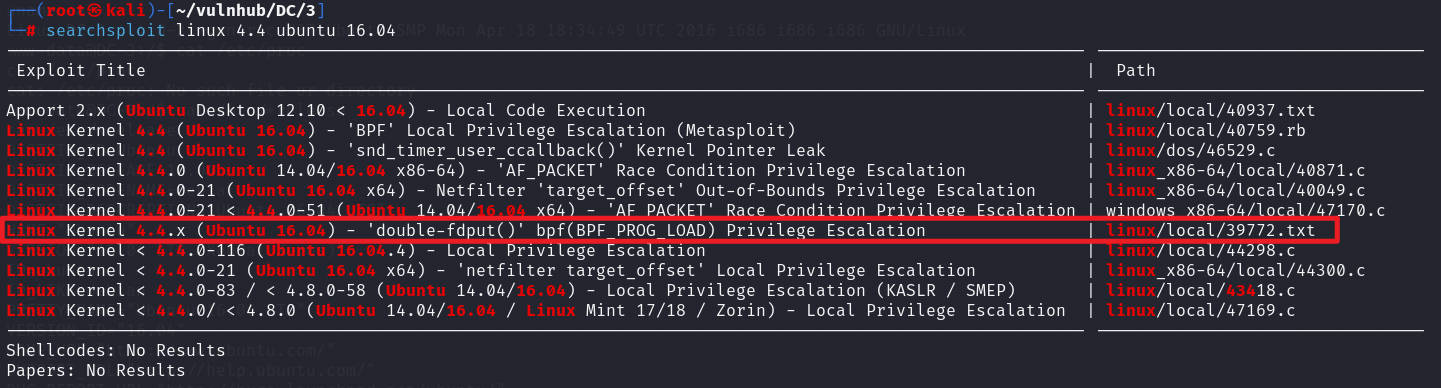 (root㉿kali)-[~/vulnhub/DC/3]
# searchsploit linux 4.4 ubuntu 16.04
Exploit Title | Path
Apport 2.x (Ubuntu Desktop 12.10 < 16.04) - Local Code Execution | linux/local/40937.txt
Linux Kernel 4.4 (Ubuntu 16.04) - 'BPF' Local Privilege Escalation (Metasploit) | linux/local/40759.rb
Linux Kernel 4.4 (Ubuntu 16.04) - 'snd_timer_user_ccallback()' Kernel Pointer Leak | linux/dos/46529.c
Linux Kernel 4.4.0 (Ubuntu 14.04/16.04 x86-64) - 'AF_PACKET' Race Condition Privilege Escalation | linux_x86-64/local/40871.c
Linux Kernel 4.4.0-21 (Ubuntu 16.04 x64) - Netfilter 'target_offset' Out-of-Bounds Privilege Escalation | linux_x86-64/local/40049.c
Linux Kernel 4.4.0-21 < 4.4.0-51 (Ubuntu 14.04/16.04 x64) - 'AF_PACKET' Race Condition Privilege Escalation | windows_x86-64/local/47170.c
Linux Kernel 4.4.x (Ubuntu 16.04) - 'double-fdput()' bpf(BPF_PROG_LOAD) Privilege Escalation | linux/local/39772.txt
Linux Kernel < 4.4.0-116 (Ubuntu 16.04.4) - Local Privilege Escalation | linux/local/44298.c
Linux Kernel < 4.4.0-21 (Ubuntu 16.04 x64) - 'netfilter target_offset' Local Privilege Escalation | linux_x86-64/local/44300.c
Linux Kernel < 4.4.0-83 / < 4.8.0-58 (Ubuntu 14.04/16.04) - Local Privilege Escalation (KASLR / SMEP) | linux/local/43418.c
Linux Kernel < 4.4.0/ < 4.8.0 (Ubuntu 14.04/16.04 / Linux Mint 17/18 / Zorin) - Local Privilege Escalation | linux/local/47169.c
Shellcodes: No Results
Papers: No Results